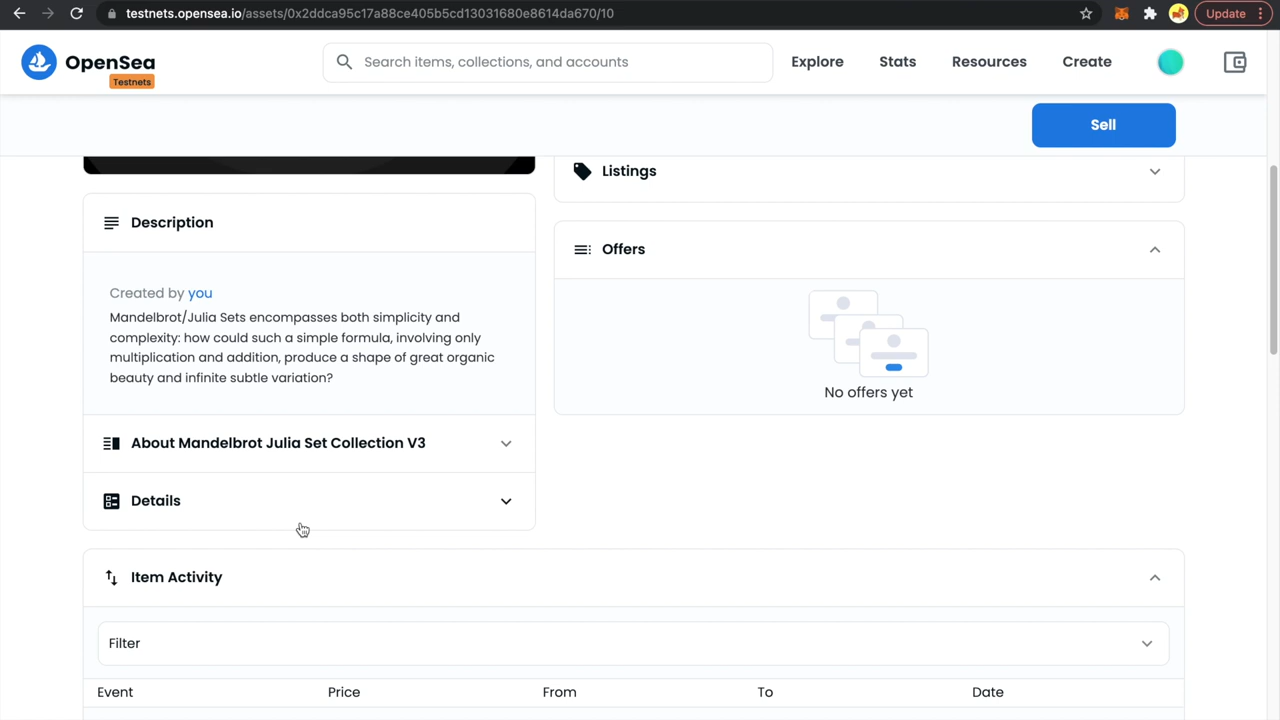 testnets.opensea.io/assets/0x2ddca95c17a88ce405b5cd13031680e8614da670/10
Update
OpenSea
Testnets
Search items, collections, and accounts
Explore
Stats
Resources
Create
Sell
Listings
Description
Offers
Created by you
Mandelbrot/Julia Sets encompasses both simplicity and
complexity: how could such a simple formula, involving only
multiplication and addition, produce a shape of great organic
beauty and infinite subtle variation?
No offers yet
About Mandelbrot Julia Set Collection V3
Details
Item Activity
Filter
Event
Price
From
To
Date